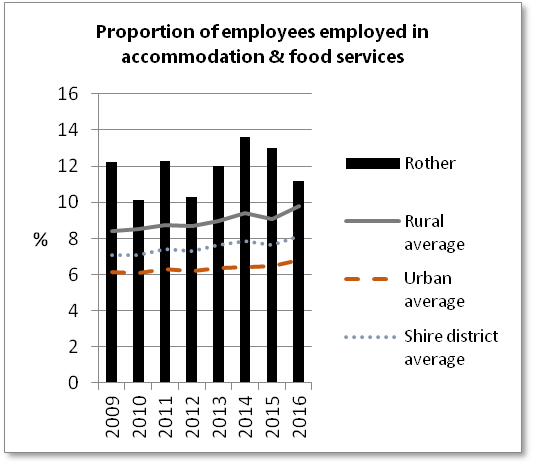 Proportion of employees employed in
accommodation & food services
%
16
14
12
10
8
6
4
2
0
2009
2010
2011
2012
2013
2014
2015
2016
Rother
Rural
average
Urban
average
Shire district
average